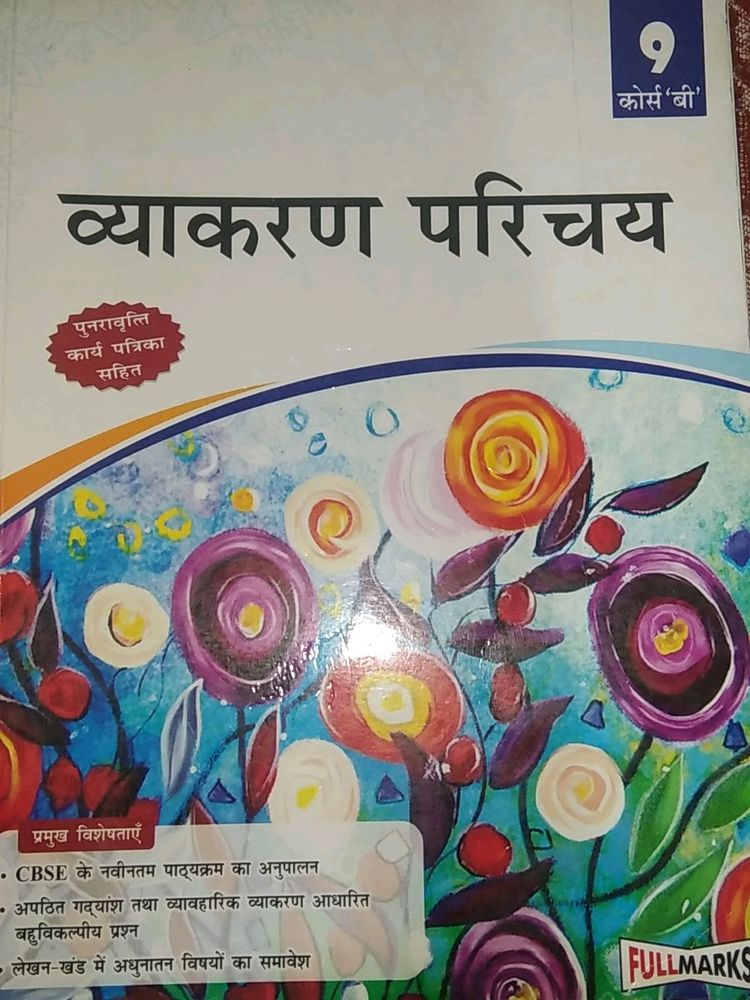 9
कोर्स 'बी'
व्याकरण परिचय
पुनरावृत्ति
कार्य पत्रिका
सहित
प्रमुख विशेषताएँ
• CBSE के नवीनतम पाठ्यक्रम का अनुपालन
• अपठित गद्यांश तथा व्यावहारिक व्याकरण आधारित
बहुविकल्पीय प्रश्न
• लेखन-खंड में अधुनातन विषयों का समावेश
FULLMARKS